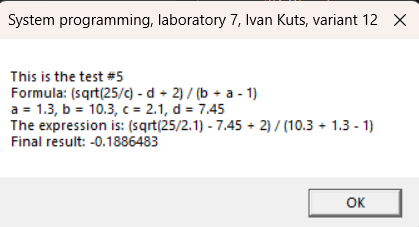 System programming, laboratory 7, Ivan Kuts, variant 12
This is the test #5
Formula: (sqrt(25/c) - d + 2) / (b + a - 1)
a = 1.3, b = 10.3, c = 2.1, d = 7.45
The expression is: (sqrt(25/2.1) - 7.45 + 2) / (10.3 + 1.3 - 1)
Final result: -0.1886483
OK